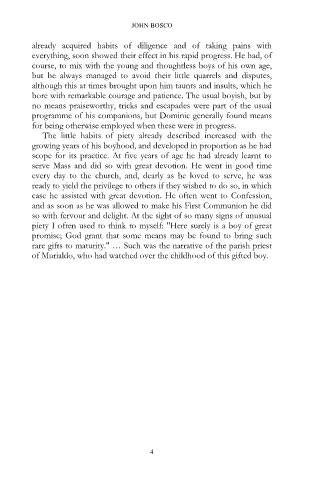 JOHN BOSCO
already acquired habits of diligence and of taking pains with
everything, soon showed their effect in his rapid progress. He had, of
course, to mix with the young and thoughtless boys of his own age,
but he always managed to avoid their little quarrels and disputes,
although this at times brought upon him taunts and insults, which he
bore with remarkable courage and patience. The usual boyish, but by
no means praiseworthy, tricks and escapades were part of the usual
programme of his companions, but Dominic generally found means
for being otherwise employed when these were in progress.
The little habits of piety already described increased with the
growing years of his boyhood, and developed in proportion as he had
scope for its practice. At five years of age he had already learnt to
serve Mass and did so with great devotion. He went in good time
every day to the church, and, dearly as he loved to serve, he was
ready to yield the privilege to others if they wished to do so, in which
case he assisted with great devotion. He often went to Confession,
and as soon as he was allowed to make his First Communion he did
so with fervour and delight. At the sight of so many signs of unusual
piety I often used to think to myself: "Here surely is a boy of great
promise; God grant that some means may be found to bring such
rare gifts to maturity." … Such was the narrative of the parish priest
of Murialdo, who had watched over the childhood of this gifted boy.
4